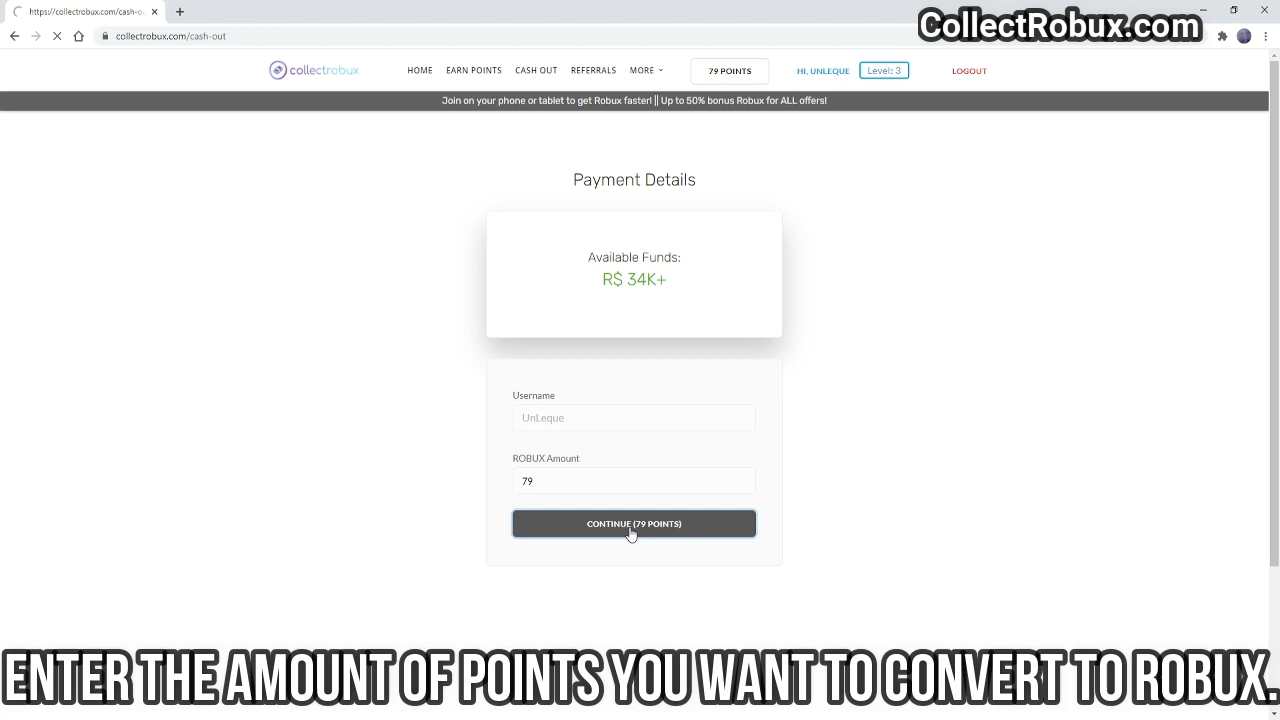 https://collectrobux.com/cash-o
CollectRobux.com
collectrobux.com/cash-out
collectrobux HOME EARN POINTS CASH OUT REFERRALS MORE 79 POINTS HI, UNLEQUE Level: 3 LOGOUT
Join on your phone or tablet to get Robux faster! || Up to 50% bonus Robux for ALL offers!
Payment Details
Available Funds:
R$ 34K+
Username
UnLeque
ROBUX Amount
79
CONTINUE (79 POINTS)
ENTER THE AMOUNT OF POINTS YOU WANT TO CONVERT TO ROBUX.